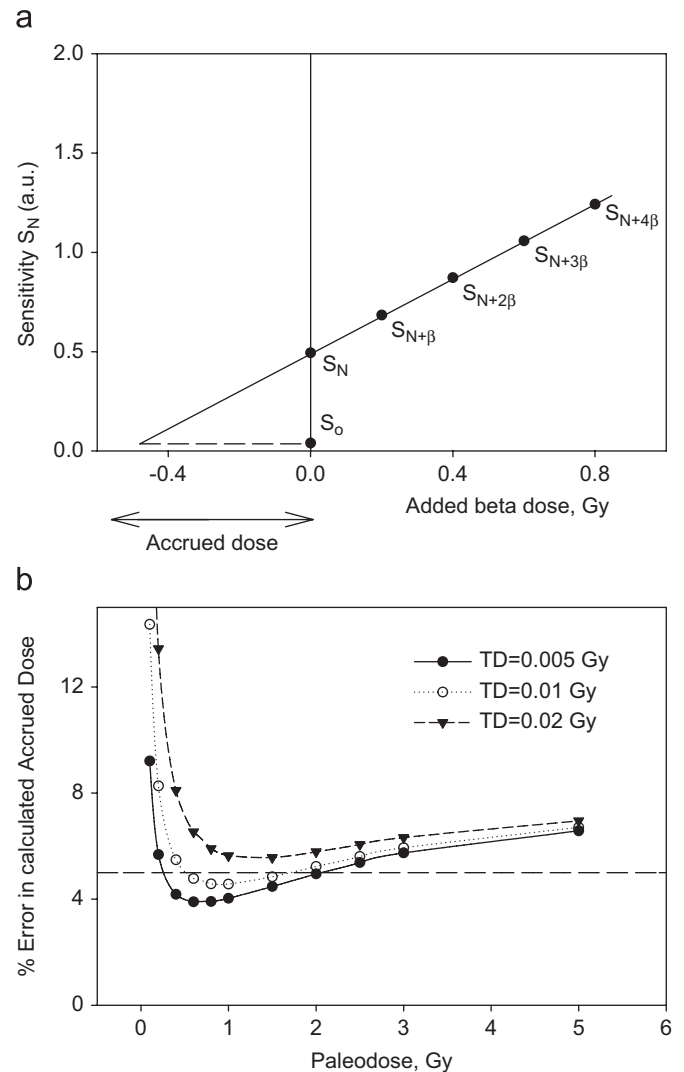 a
2.0
1.5
1.0
0.5
0.0
Sensitivity S_N (a.u.)
S_N+4β
S_N+3β
S_N+2β
S_N+β
S_N
S_o
-0.4 0.0 0.4 0.8
Added beta dose, Gy
Accrued dose
b
12
8
4
0
% Error in calculated Accrued Dose
TD=0.005 Gy
TD=0.01 Gy
TD=0.02 Gy
0 1 2 3 4 5 6
Paleodose, Gy